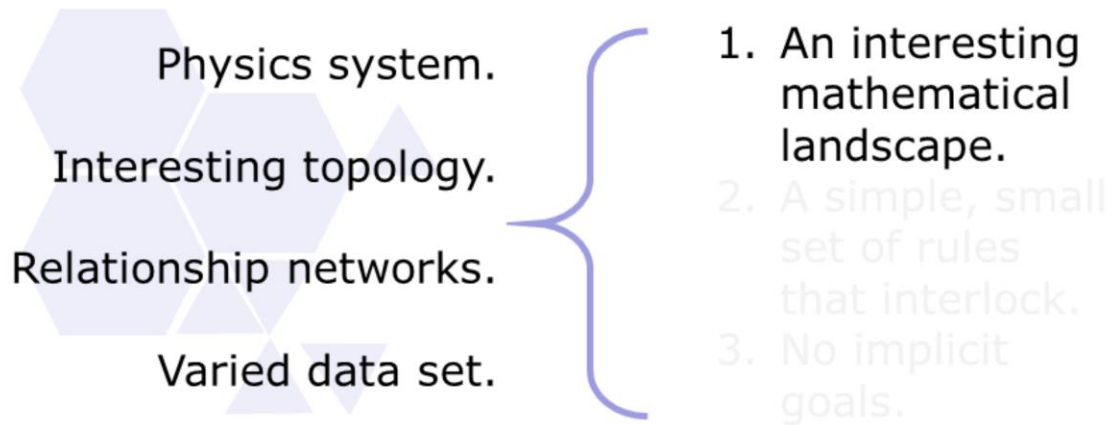 Physics system.
Interesting topology.
Relationship networks.
Varied data set.
1. An interesting
mathematical
landscape.
2. A simple, small
set of rules
that interlock.
3. No implicit
goals.